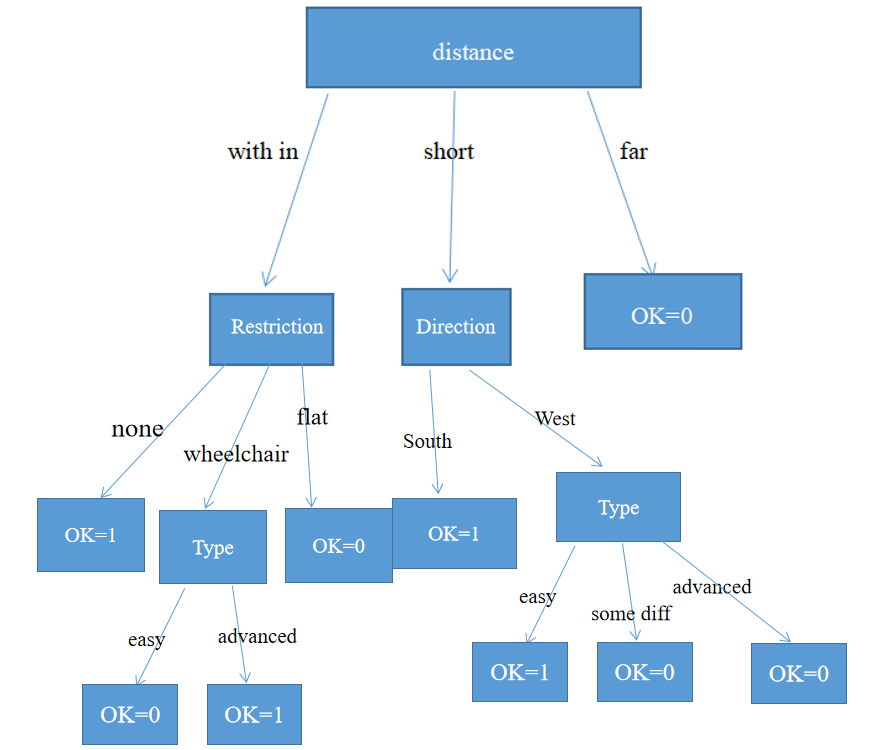 distance
with in
short
far
Restriction
Direction
OK=0
none
wheelchair
flat
South
West
OK=1
Type
OK=0
OK=1
Type
easy
advanced
easy
some diff
advanced
OK=0
OK=1
OK=1
OK=0
OK=0